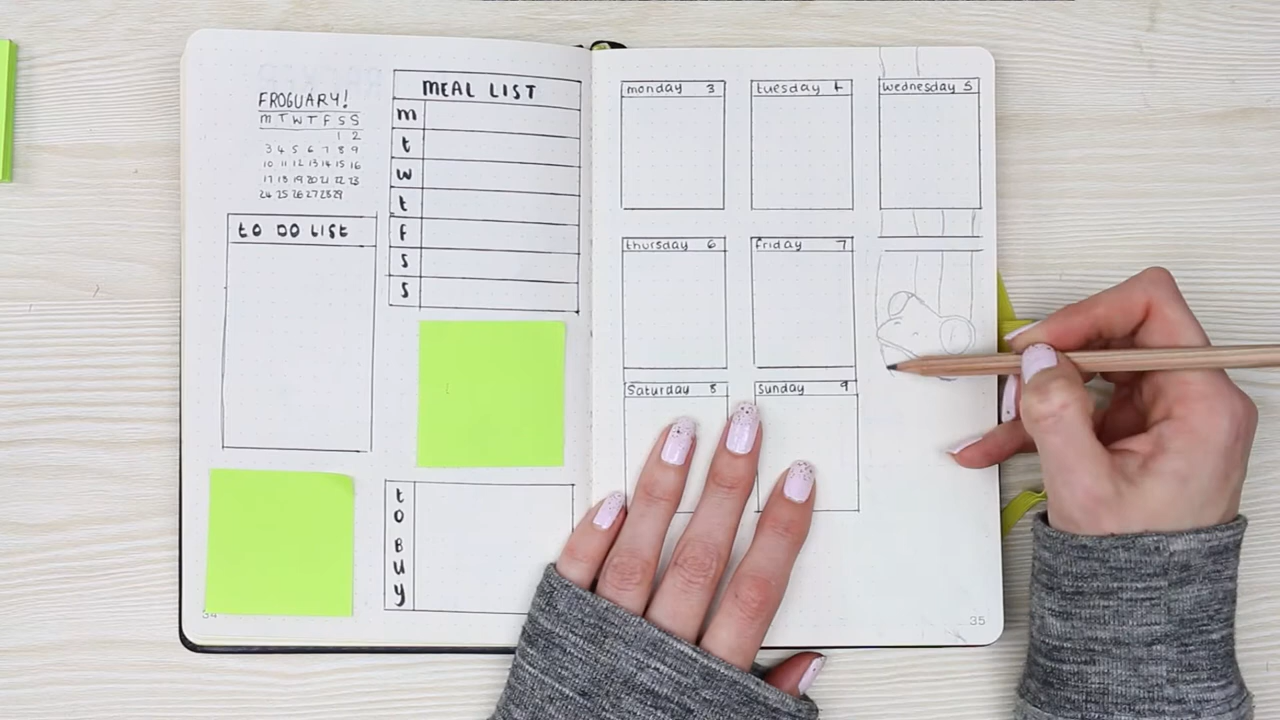 FROGUARY!
M T W T F S S
1 2
3 4 5 6 7 8 9
10 11 12 13 14 15 16
17 18 19 20 21 22 23
24 25 26 27 28 29
TO DO LIST
34
MEAL LIST
m
t
w
t
f
s
s
to
BUY
monday 3
tuesday 4
wednesday 5
thursday 6
friday 7
Saturday 8
Sunday 9
35